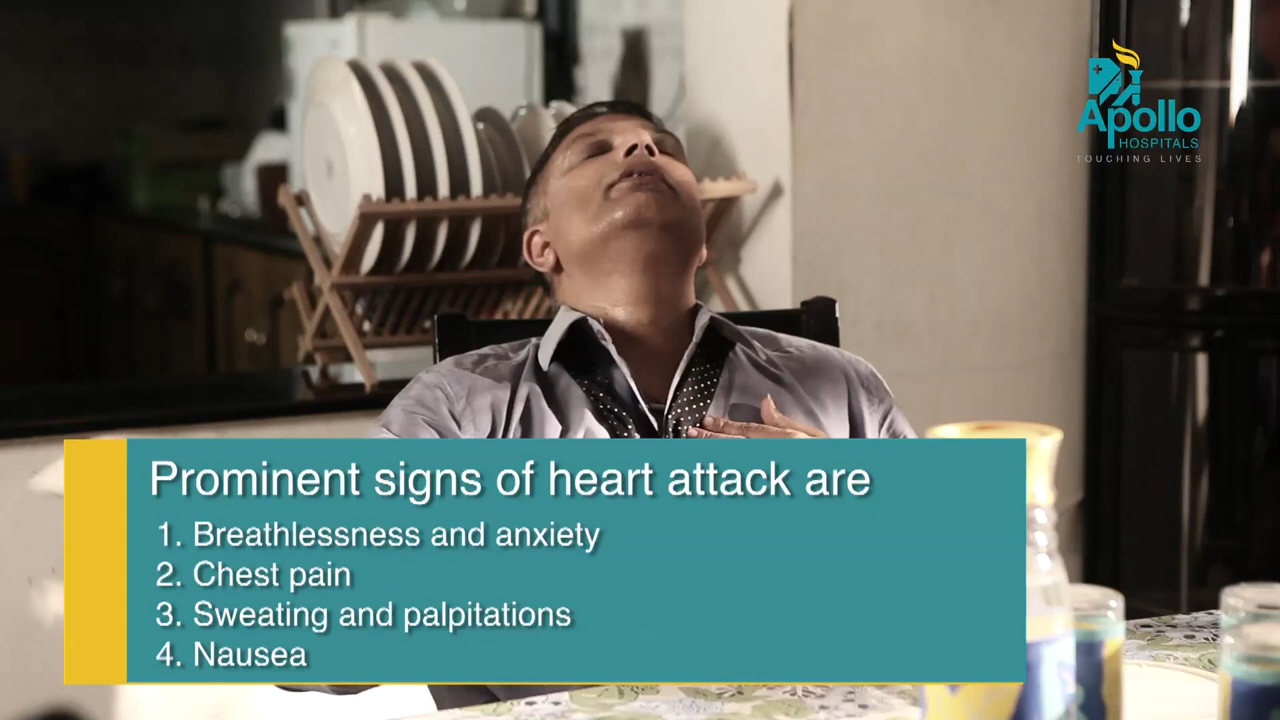 Apollo
HOSPITALS
TOUCHING LIVES
Prominent signs of heart attack are
1. Breathlessness and anxiety
2. Chest pain
3. Sweating and palpitations
4. Nausea